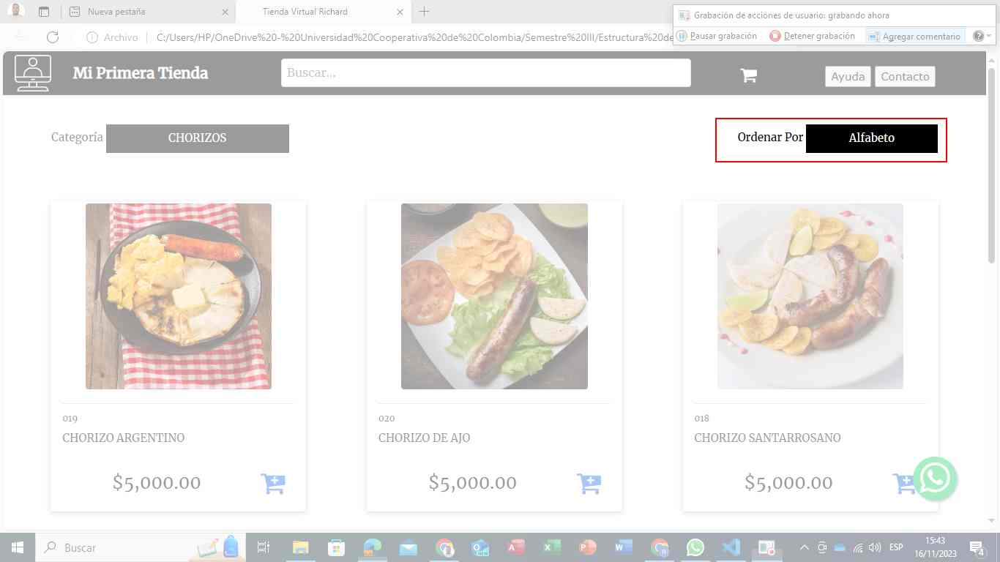 Nueva pestaña
Tienda Virtual Richard
Grabación de acciones de usuario: grabando ahora
Pausar grabación
Detener grabación
Agregar comentario
Archivo
C:/Users/HP/OneDrive%20-%20Universidad%20Cooperativa%20de%20Colombia/Semestre%20III/Estructura%20de
Mi Primera Tienda
Buscar...
Ayuda
Contacto
Categoría
CHORIZOS
Ordenar Por
Alfabeto
019
CHORIZO ARGENTINO
$5,000.00
020
CHORIZO DE AJO
$5,000.00
018
CHORIZO SANTARROSANO
$5,000.00
Buscar
ESP
15:43
16/11/2023
4